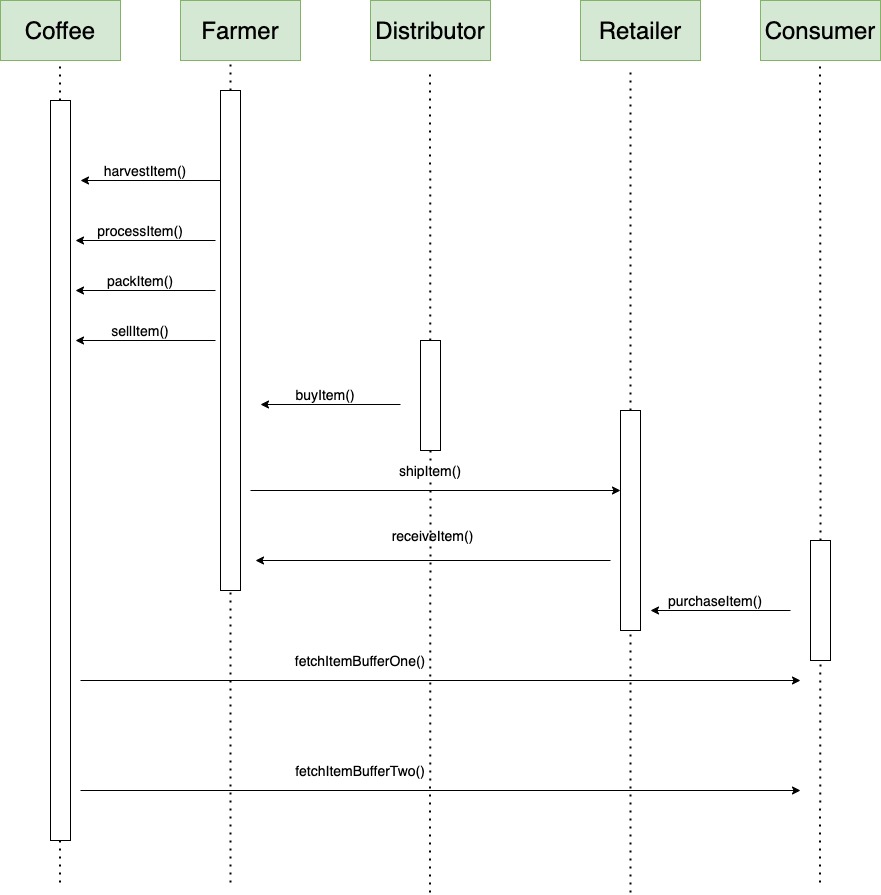 Coffee
Farmer
Distributor
Retailer
Consumer
harvestItem()
processItem()
packItem()
sellItem()
buyItem()
shipItem()
receiveItem()
purchaseItem()
fetchItemBufferOne()
fetchItemBufferTwo()